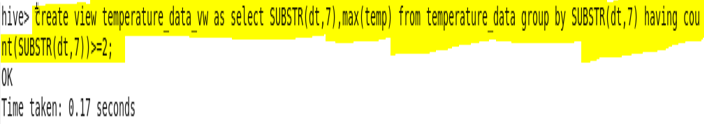 hive> create view temperature_data_vw as select SUBSTR(dt,7),max(temp) from temperature_data group by SUBSTR(dt,7) having cou
nt(SUBSTR(dt,7))>=2;
OK
Time taken: 0.17 seconds